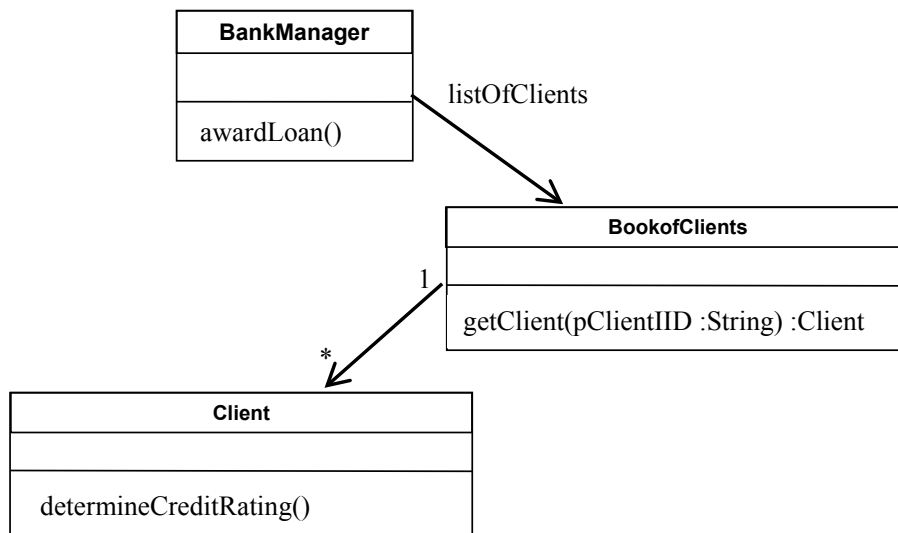 BankManager
awardLoan()
listOfClients
BookofClients
getClient(pClientIID :String) :Client
1
*
Client
determineCreditRating()